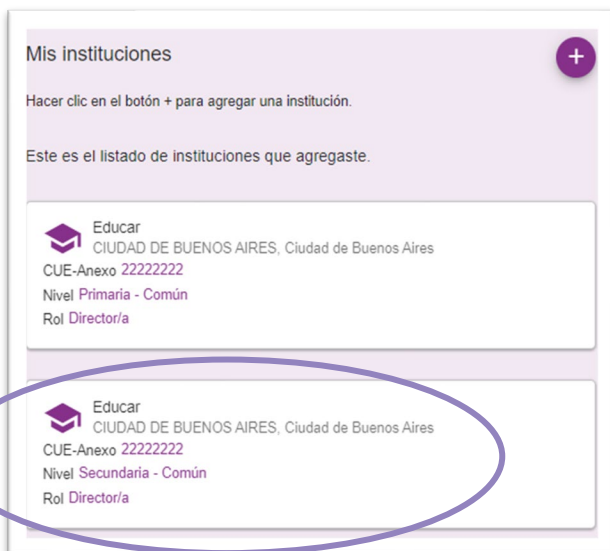 Mis instituciones
+
Hacer clic en el botón + para agregar una institución.
Este es el listado de instituciones que agregaste.
Educar
CIUDAD DE BUENOS AIRES, Ciudad de Buenos Aires
CUE-Anexo 22222222
Nivel Primaria - Común
Rol Director/a
Educar
CIUDAD DE BUENOS AIRES, Ciudad de Buenos Aires
CUE-Anexo 22222222
Nivel Secundaria - Común
Rol Director/a